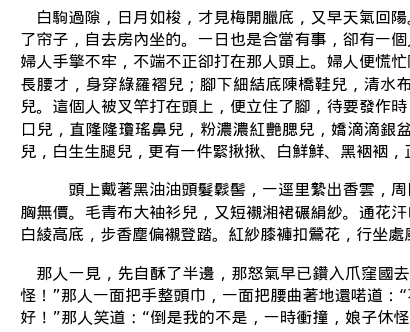 白駒過隙，日月如梭，才見梅開臘底，又早天氣回陽。
了帘子，自去房內坐的。一日也是合當有事，卻有一個人
婦人手擎不牢，不端不正卻打在那人頭上。婦人便慌忙
長腰才，身穿綠羅褶兒；腳下細結底陳橋鞋兒，清水布
兒。這個人被叉竿打在頭上，便立住了腳，待要發作時
口兒，直隆隆瓊瑤鼻兒，粉濃濃紅艷腮兒，嬌滴滴銀盆
兒，白生生腿兒，更有一件緊揪揪、白鮮鮮、黑裀裀，正
頭上戴著黑油油頭髮䯼髻，一逕里縶出香雲，周
胸無價。毛青布大袖衫兒，又短襯湘裙碾絹紗。通花汗
白綾高底，步香塵偏襯登踏。紅紗膝褲扣鶯花，行坐處
那人一見，先自酥了半邊，那怒氣早已鑽入爪窪國去
怪！”那人一面把手整頭巾，一面把腰曲著地還喏道：“
好！”那人笑道：“倒是我的不是，一時衝撞，娘子休怪